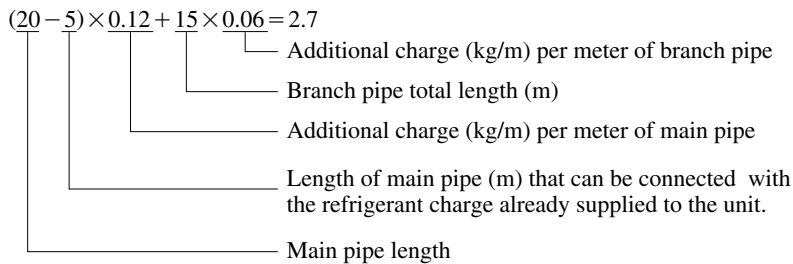 (20−5)×0.12+15×0.06=2.7
Additional charge (kg/m) per meter of branch pipe
Branch pipe total length (m)
Additional charge (kg/m) per meter of main pipe
Length of main pipe (m) that can be connected with
the refrigerant charge already supplied to the unit.
Main pipe length